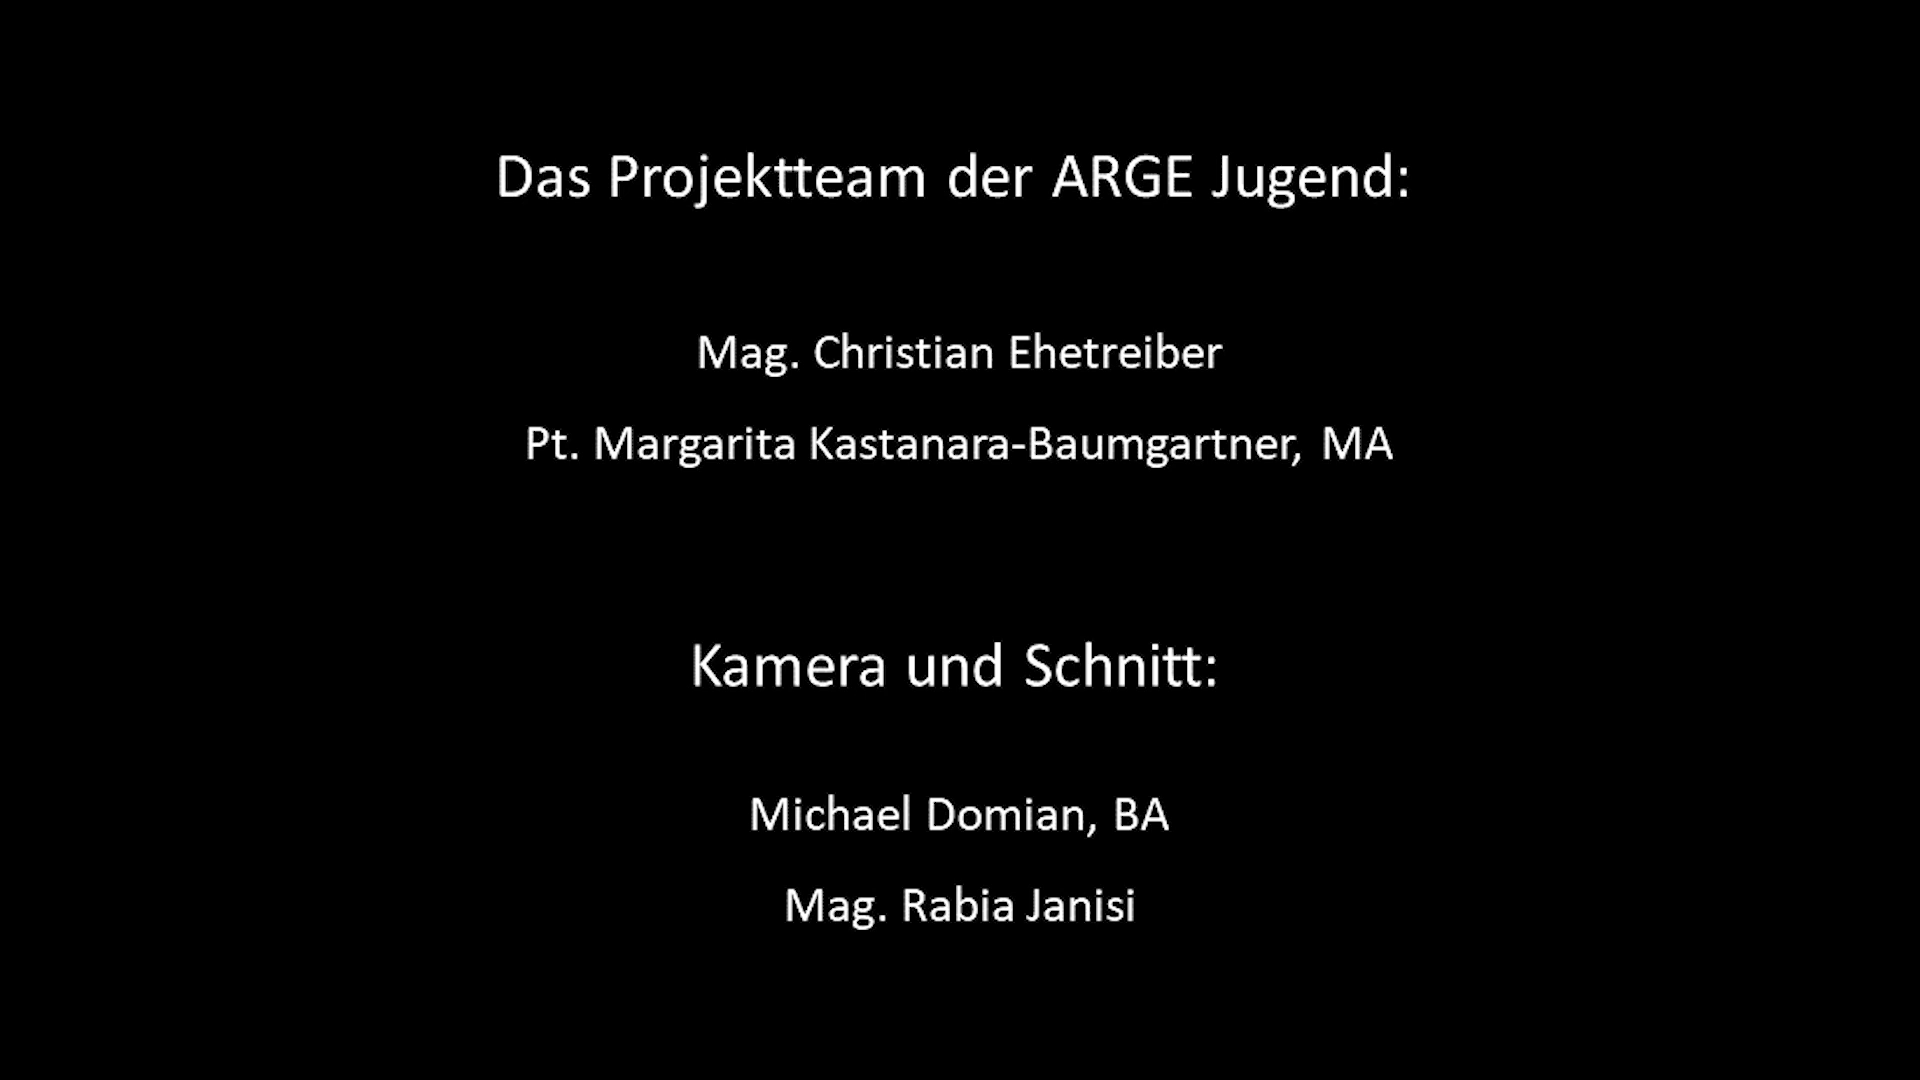 Das Projektteam der ARGE Jugend:
Mag. Christian Ehetreiber
Pt. Margarita Kastanara-Baumgartner, MA
Kamera und Schnitt:
Michael Domian, BA
Mag. Rabia Janisi